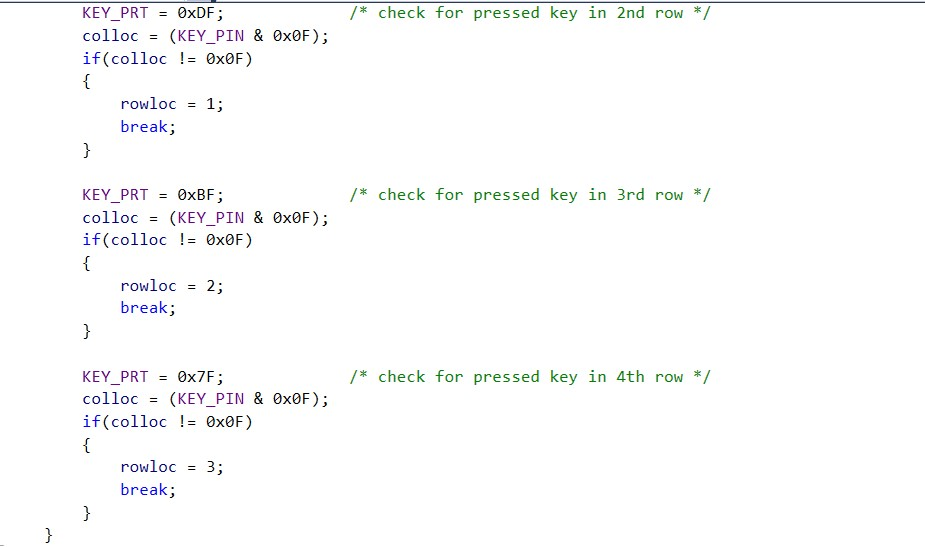 KEY_PRT = 0xDF; /* check for pressed key in 2nd row */
colloc = (KEY_PIN & 0x0F);
if(colloc != 0x0F)
{
rowloc = 1;
break;
}
KEY_PRT = 0xBF; /* check for pressed key in 3rd row */
colloc = (KEY_PIN & 0x0F);
if(colloc != 0x0F)
{
rowloc = 2;
break;
}
KEY_PRT = 0x7F; /* check for pressed key in 4th row */
colloc = (KEY_PIN & 0x0F);
if(colloc != 0x0F)
{
rowloc = 3;
break;
}
}